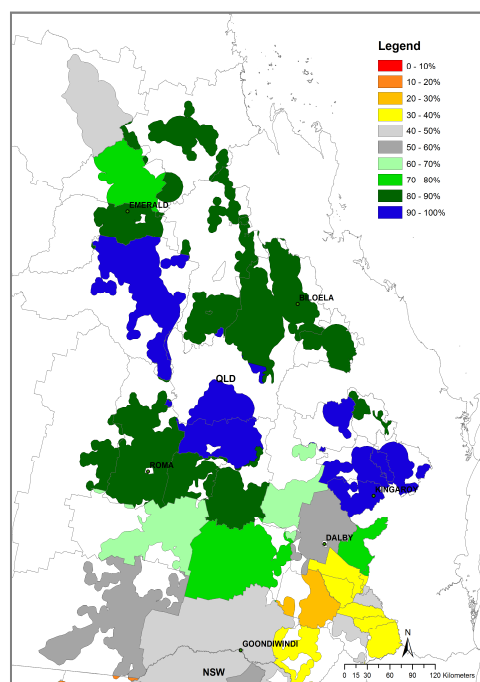 Legend
0 - 10%
10 - 20%
20 - 30%
30 - 40%
40 - 50%
50 - 60%
60 - 70%
70 - 80%
80 - 90%
90 - 100%
EMERALD
BILOELA
QLD
ROMA
KINGAROY
DALBY
GOONDIWINDI
NSW
N
0 15 30 60 90 120 Kilometers